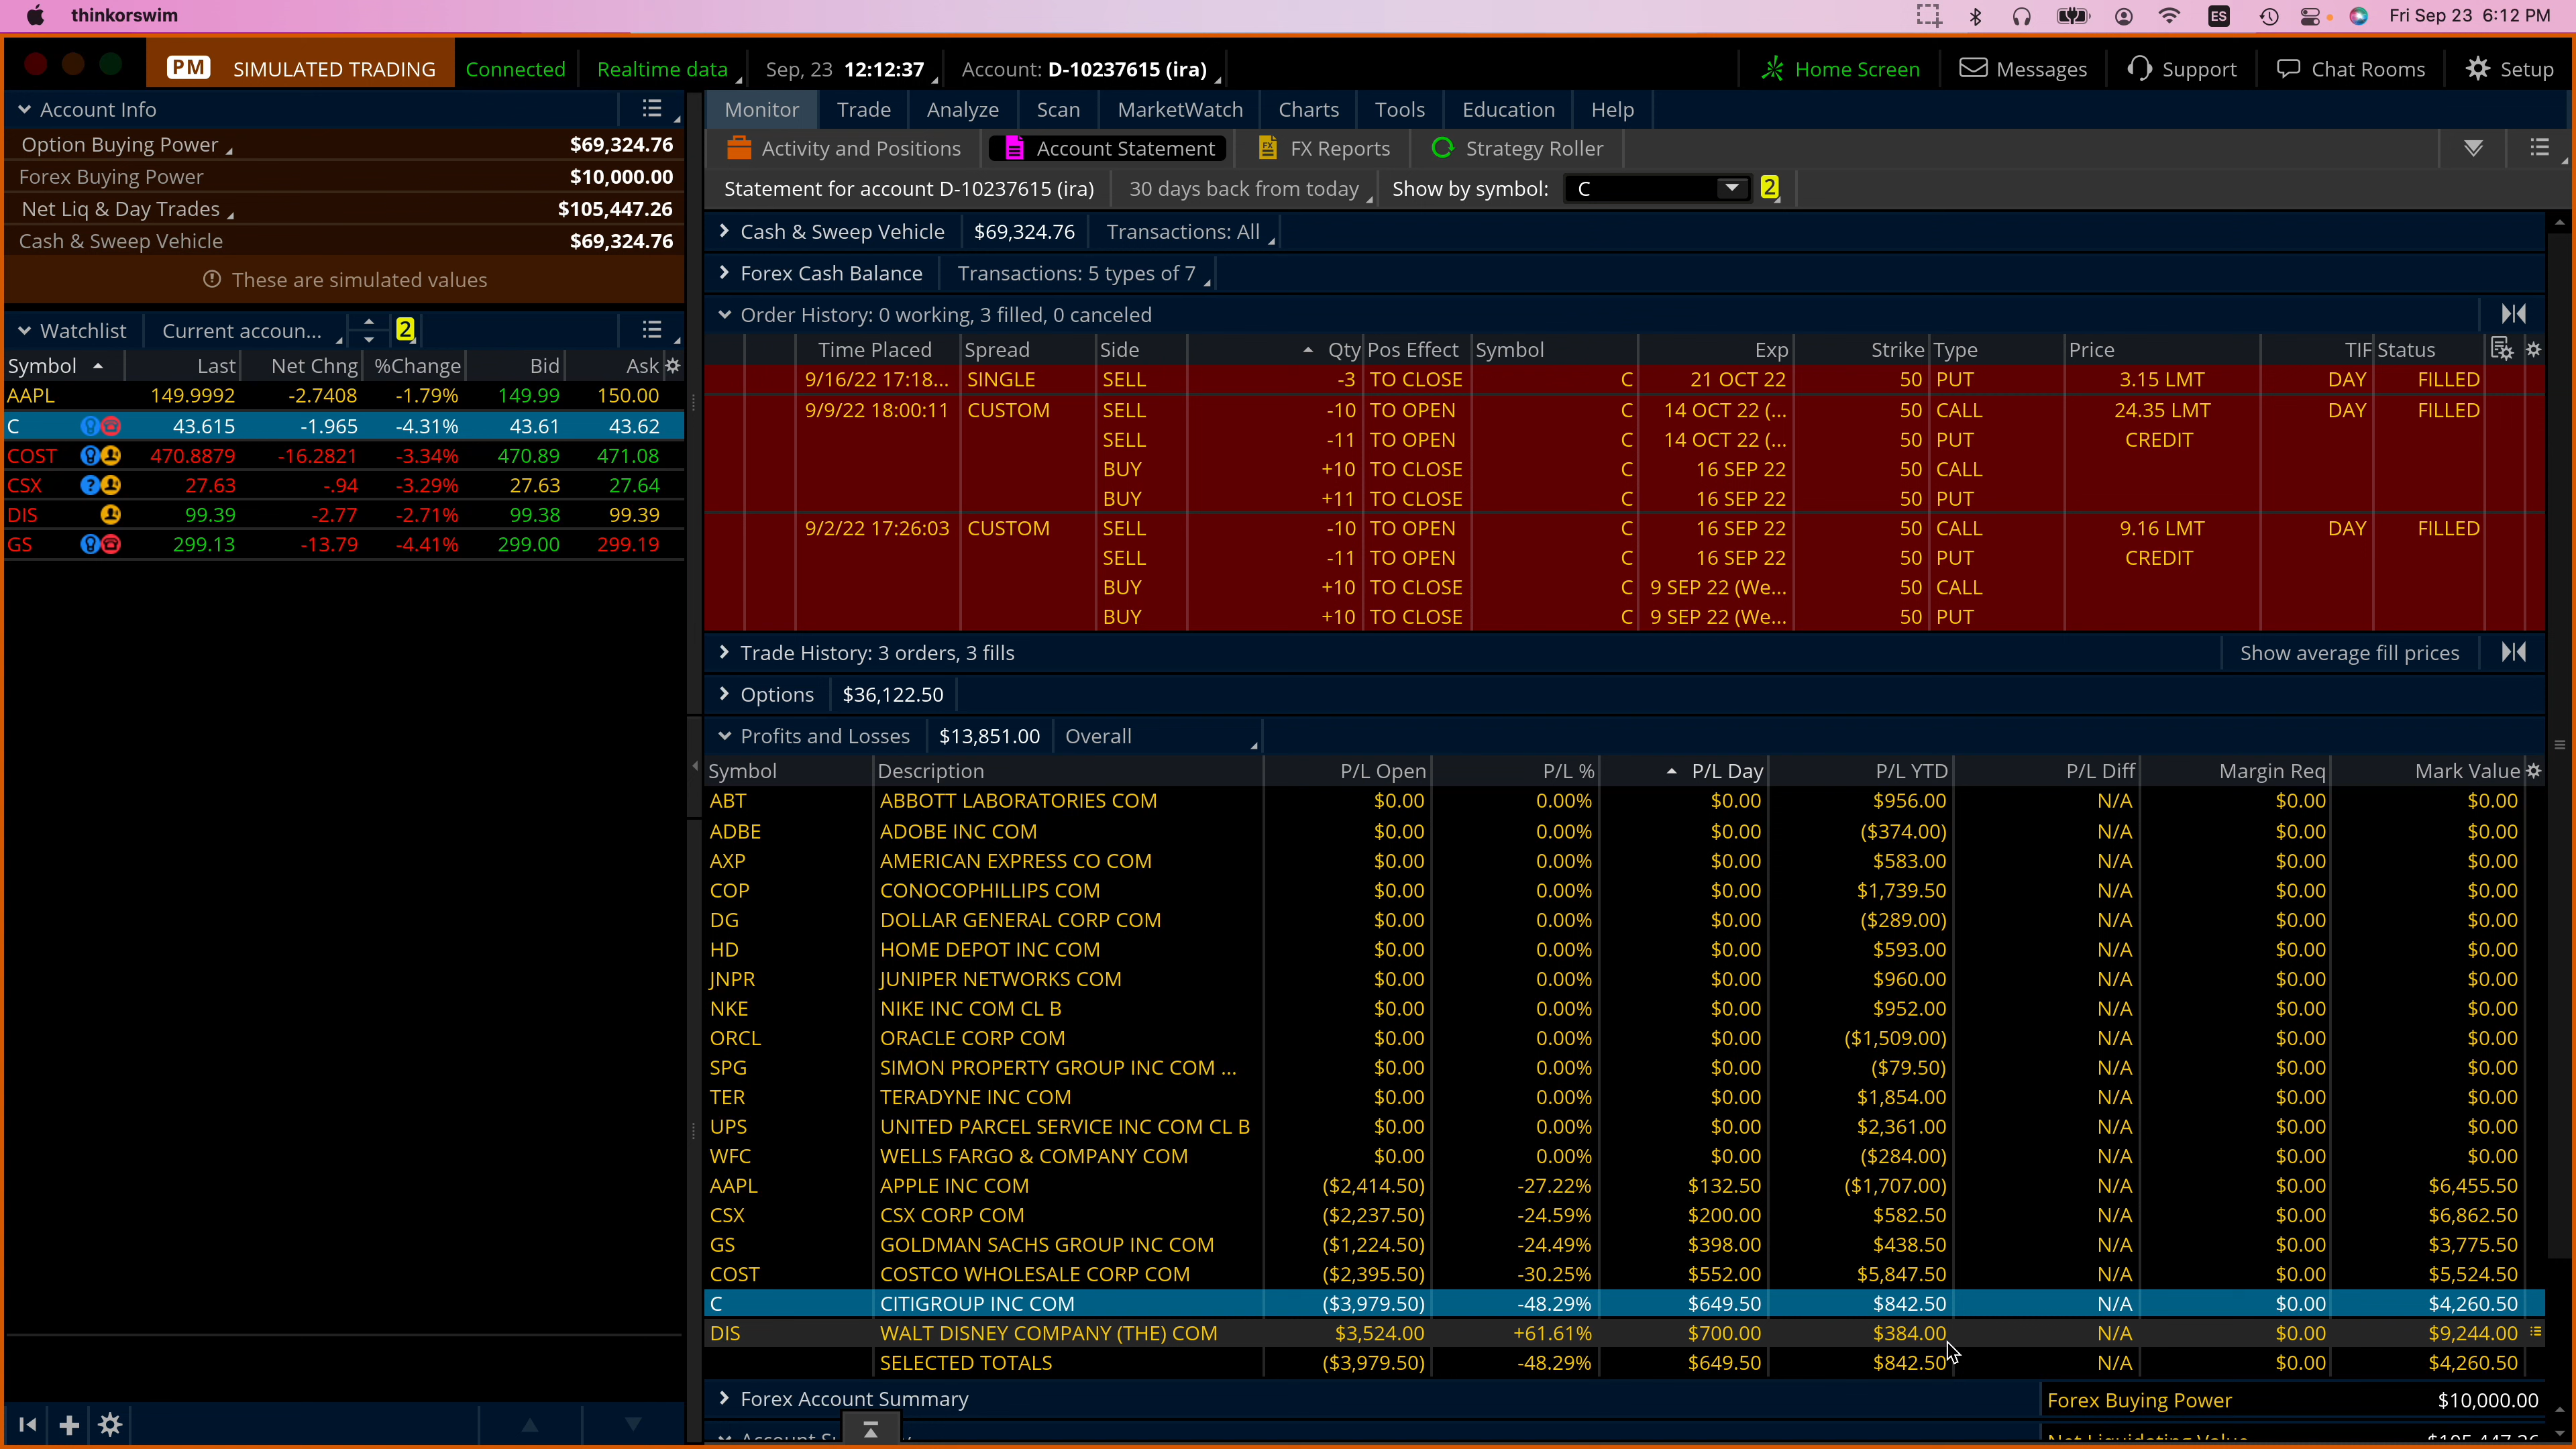 thinkorswim
ES
Fri Sep 23 6:12 PM
PM SIMULATED TRADING Connected Realtime data Sep, 23 12:12:37 Account: D-10237615 (ira) Home Screen Messages Support Chat Rooms Setup
Account Info
Option Buying Power $69,324.76
Forex Buying Power $10,000.00
Net Liq & Day Trades $105,447.26
Cash & Sweep Vehicle $69,324.76
These are simulated values
Watchlist Current accoun... 2
Symbol Last Net Chng %Change Bid Ask
AAPL 149.9992 -2.7408 -1.79% 149.99 150.00
C 43.615 -1.965 -4.31% 43.61 43.62
COST 470.8879 -16.2821 -3.34% 470.89 471.08
CSX 27.63 -.94 -3.29% 27.63 27.64
DIS 99.39 -2.77 -2.71% 99.38 99.39
GS 299.13 -13.79 -4.41% 299.00 299.19
Monitor Trade Analyze Scan MarketWatch Charts Tools Education Help
Activity and Positions Account Statement FX Reports Strategy Roller
Statement for account D-10237615 (ira) 30 days back from today Show by symbol: C 2
Cash & Sweep Vehicle $69,324.76 Transactions: All
Forex Cash Balance Transactions: 5 types of 7
Order History: 0 working, 3 filled, 0 canceled
Time Placed Spread Side Qty Pos Effect Symbol Exp Strike Type Price TIF Status
9/16/22 17:18... SINGLE SELL -3 TO CLOSE C 21 OCT 22 50 PUT 3.15 LMT DAY FILLED
9/9/22 18:00:11 CUSTOM SELL -10 TO OPEN C 14 OCT 22 (... 50 CALL 24.35 LMT DAY FILLED
SELL -11 TO OPEN C 14 OCT 22 (... 50 PUT CREDIT
BUY +10 TO CLOSE C 16 SEP 22 50 CALL
BUY +11 TO CLOSE C 16 SEP 22 50 PUT
9/2/22 17:26:03 CUSTOM SELL -10 TO OPEN C 16 SEP 22 50 CALL 9.16 LMT DAY FILLED
SELL -11 TO OPEN C 16 SEP 22 50 PUT CREDIT
BUY +10 TO CLOSE C 9 SEP 22 (We... 50 CALL
BUY +10 TO CLOSE C 9 SEP 22 (We... 50 PUT
Trade History: 3 orders, 3 fills Show average fill prices
Options $36,122.50
Profits and Losses $13,851.00 Overall
Symbol Description P/L Open P/L % P/L Day P/L YTD P/L Diff Margin Req Mark Value
ABT ABBOTT LABORATORIES COM $0.00 0.00% $0.00 $956.00 N/A $0.00 $0.00
ADBE ADOBE INC COM $0.00 0.00% $0.00 ($374.00) N/A $0.00 $0.00
AXP AMERICAN EXPRESS CO COM $0.00 0.00% $0.00 $583.00 N/A $0.00 $0.00
COP CONOCOPHILLIPS COM $0.00 0.00% $0.00 $1,739.50 N/A $0.00 $0.00
DG DOLLAR GENERAL CORP COM $0.00 0.00% $0.00 ($289.00) N/A $0.00 $0.00
HD HOME DEPOT INC COM $0.00 0.00% $0.00 $593.00 N/A $0.00 $0.00
JNPR JUNIPER NETWORKS COM $0.00 0.00% $0.00 $960.00 N/A $0.00 $0.00
NKE NIKE INC COM CL B $0.00 0.00% $0.00 $952.00 N/A $0.00 $0.00
ORCL ORACLE CORP COM $0.00 0.00% $0.00 ($1,509.00) N/A $0.00 $0.00
SPG SIMON PROPERTY GROUP INC COM ... $0.00 0.00% $0.00 ($79.50) N/A $0.00 $0.00
TER TERADYNE INC COM $0.00 0.00% $0.00 $1,854.00 N/A $0.00 $0.00
UPS UNITED PARCEL SERVICE INC COM CL B $0.00 0.00% $0.00 $2,361.00 N/A $0.00 $0.00
WFC WELLS FARGO & COMPANY COM $0.00 0.00% $0.00 ($284.00) N/A $0.00 $0.00
AAPL APPLE INC COM ($2,414.50) -27.22% $132.50 ($1,707.00) N/A $0.00 $6,455.50
CSX CSX CORP COM ($2,237.50) -24.59% $200.00 $582.50 N/A $0.00 $6,862.50
GS GOLDMAN SACHS GROUP INC COM ($1,224.50) -24.49% $398.00 $438.50 N/A $0.00 $3,775.50
COST COSTCO WHOLESALE CORP COM ($2,395.50) -30.25% $552.00 $5,847.50 N/A $0.00 $5,524.50
C CITIGROUP INC COM ($3,979.50) -48.29% $649.50 $842.50 N/A $0.00 $4,260.50
DIS WALT DISNEY COMPANY (THE) COM $3,524.00 +61.61% $700.00 $384.00 N/A $0.00 $9,244.00
SELECTED TOTALS ($3,979.50) -48.29% $649.50 $842.50 N/A $0.00 $4,260.50
Forex Account Summary Forex Buying Power $10,000.00